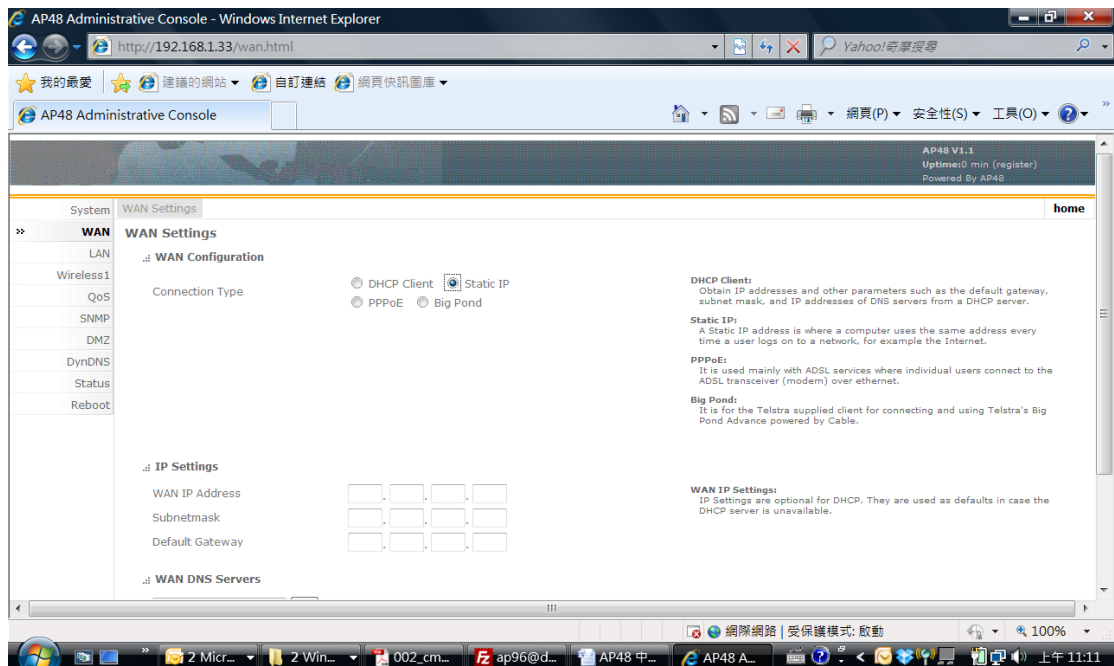 AP48 Administrative Console - Windows Internet Explorer
http://192.168.1.33/wan.html
Yahoo!奇摩搜尋
我的最愛 建議的網站 自訂連結 網頁快訊圖庫
AP48 Administrative Console
網頁(P) 安全性(S) 工具(O)
AP48 V1.1
Uptime:0 min (register)
Powered By AP48
System
WAN
LAN
Wireless1
QoS
SNMP
DMZ
DynDNS
Status
Reboot
WAN Settings
home
WAN Settings
.: WAN Configuration
Connection Type
DHCP Client Static IP
PPPoE Big Pond
DHCP Client:
Obtain IP addresses and other parameters such as the default gateway,
subnet mask, and IP addresses of DNS servers from a DHCP server.
Static IP:
A Static IP address is where a computer uses the same address every
time a user logs on to a network, for example the Internet.
PPPoE:
It is used mainly with ADSL services where individual users connect to the
ADSL transceiver (modem) over ethernet.
Big Pond:
It is for the Telstra supplied client for connecting and using Telstra's Big
Pond Advance powered by Cable.
.: IP Settings
WAN IP Address
Subnetmask
Default Gateway
WAN IP Settings:
IP Settings are optional for DHCP. They are used as defaults in case the
DHCP server is unavailable.
.: WAN DNS Servers
網際網路 | 受保護模式: 啟動
100%
2 Micr... 2 Win... 002_cm... ap96@d... AP48 中... AP48 A... 上午 11:11